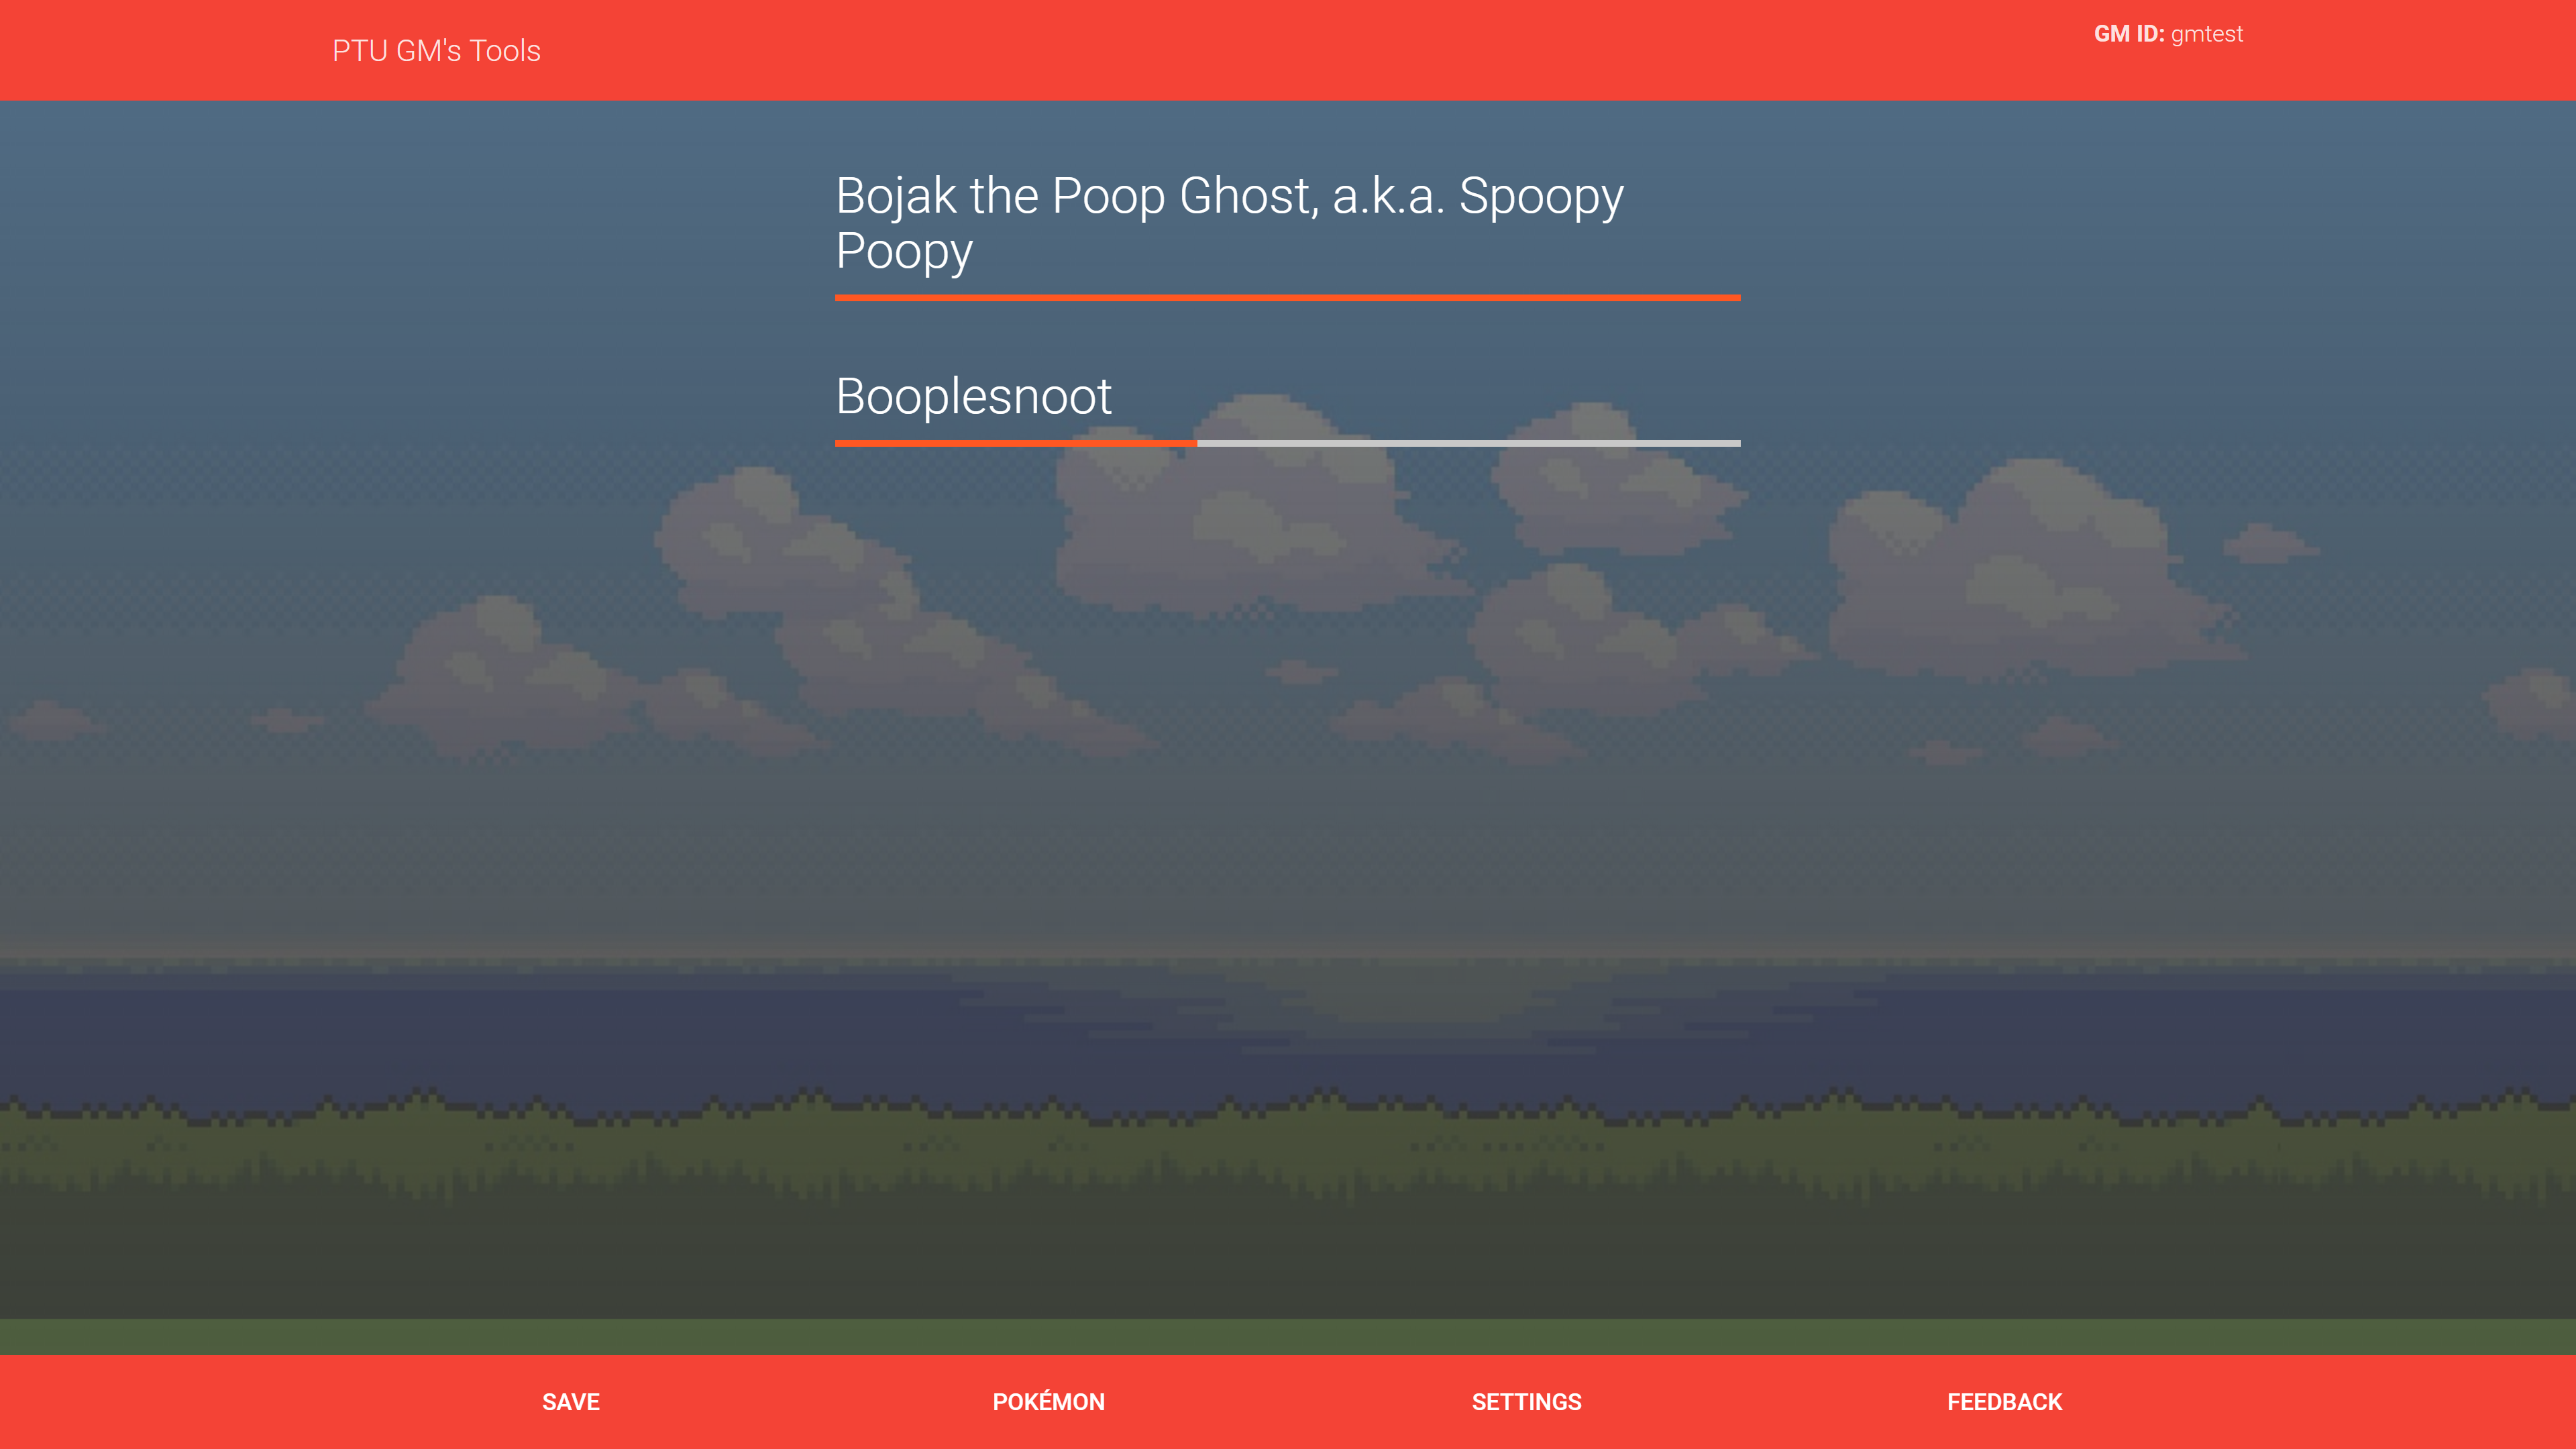 PTU GM's Tools
GM ID: gmtest
Bojak the Poop Ghost, a.k.a. Spoopy
Poopy
Booplesnoot
SAVE
POKÉMON
SETTINGS
FEEDBACK